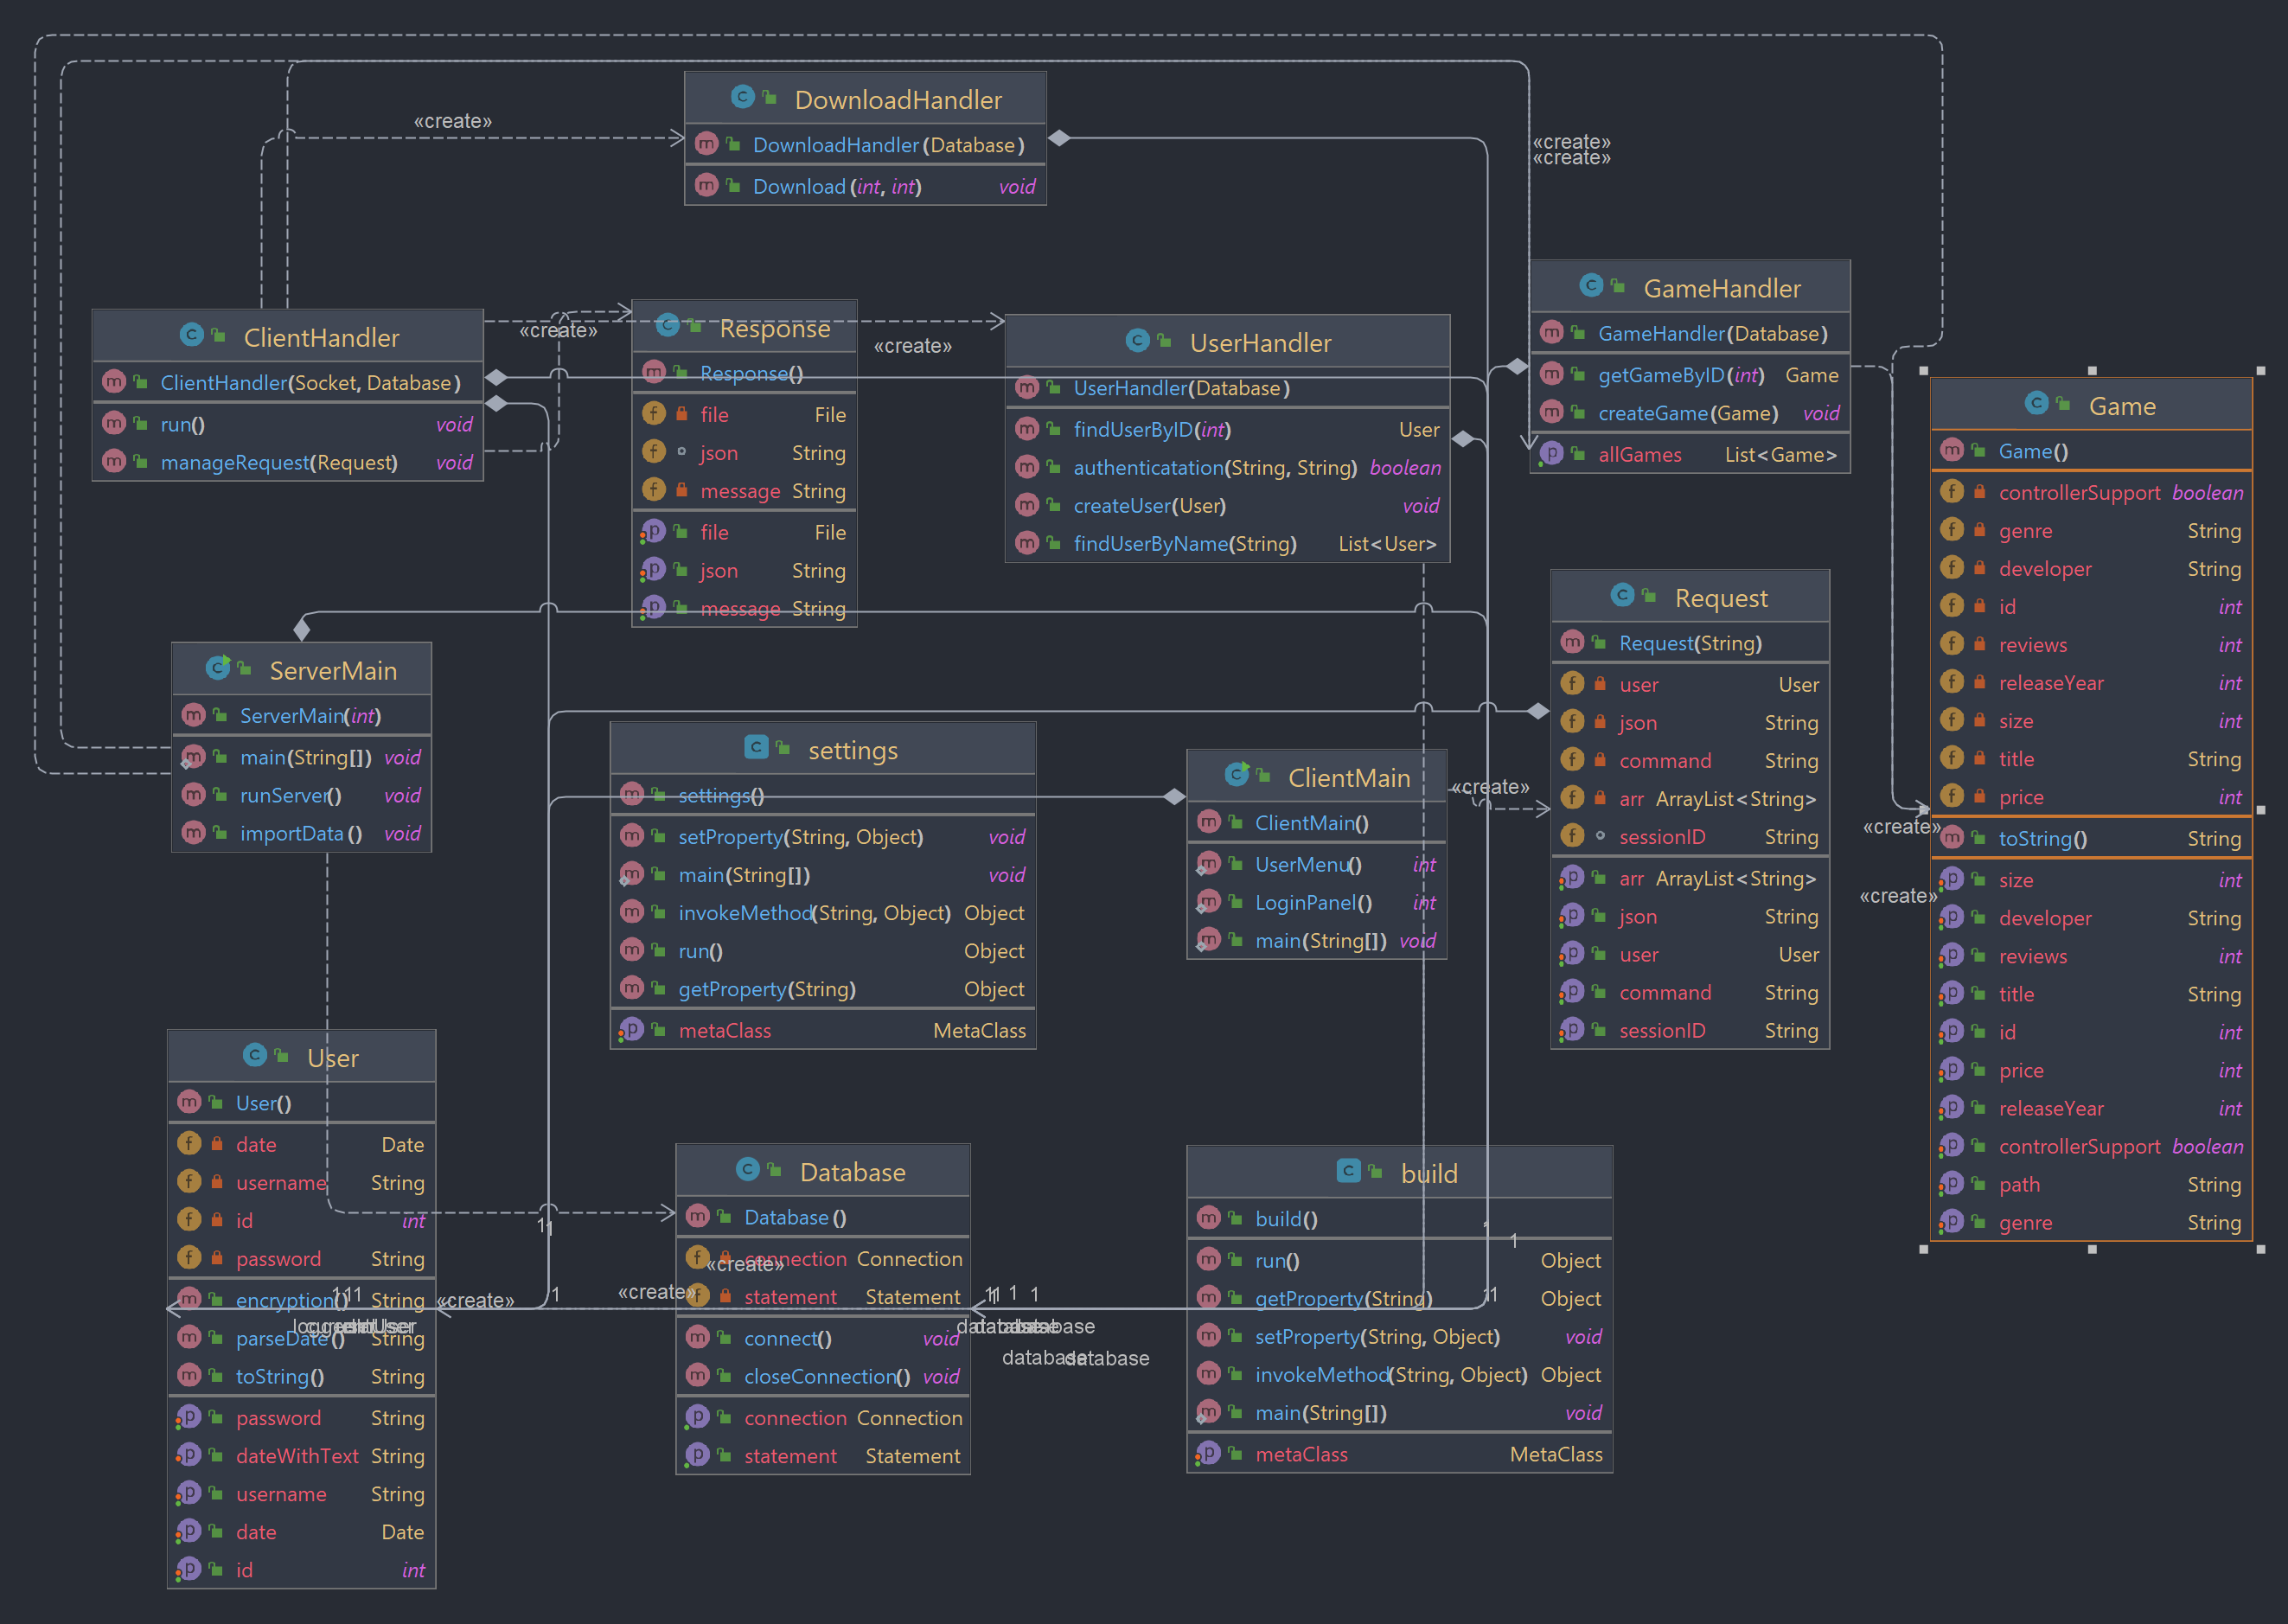 DownloadHandler
DownloadHandler(Database)
Download(int, int) void
«create»
«create»
«create»
ClientHandler
ClientHandler(Socket, Database)
run() void
manageRequest(Request) void
«create»
Response
Response()
file File
json String
message String
file File
json String
message String
«create»
UserHandler
UserHandler(Database)
findUserByID(int) User
authenticatation(String, String) boolean
createUser(User) void
findUserByName(String) List<User>
GameHandler
GameHandler(Database)
getGameByID(int) Game
createGame(Game) void
allGames List<Game>
Game
Game()
controllerSupport boolean
genre String
developer String
id int
reviews int
releaseYear int
size int
title String
price int
toString() String
size int
developer String
reviews int
title String
id int
price int
releaseYear int
controllerSupport boolean
path String
genre String
«create»
«create»
Request
Request(String)
user User
json String
command String
arr ArrayList<String>
sessionID String
arr ArrayList<String>
json String
user User
command String
sessionID String
ServerMain
ServerMain(int)
main(String[]) void
runServer() void
importData() void
settings
settings()
setProperty(String, Object) void
main(String[]) void
invokeMethod(String, Object) Object
run() Object
getProperty(String) Object
metaClass MetaClass
ClientMain
ClientMain()
UserMenu() int
LoginPanel() int
main(String[]) void
«create»
User
User()
date Date
username String
id int
password String
encryption() String
parseDate() String
toString() String
password String
dateWithText String
username String
date Date
id int
«create»
1
«create»
Database
Database()
connection Connection
«create»
statement Statement
connect() void
closeConnection() void
connection Connection
statement Statement
1
1
database
database
database
build
build()
run() Object
getProperty(String) Object
setProperty(String, Object) void
invokeMethod(String, Object) Object
main(String[]) void
metaClass MetaClass
1